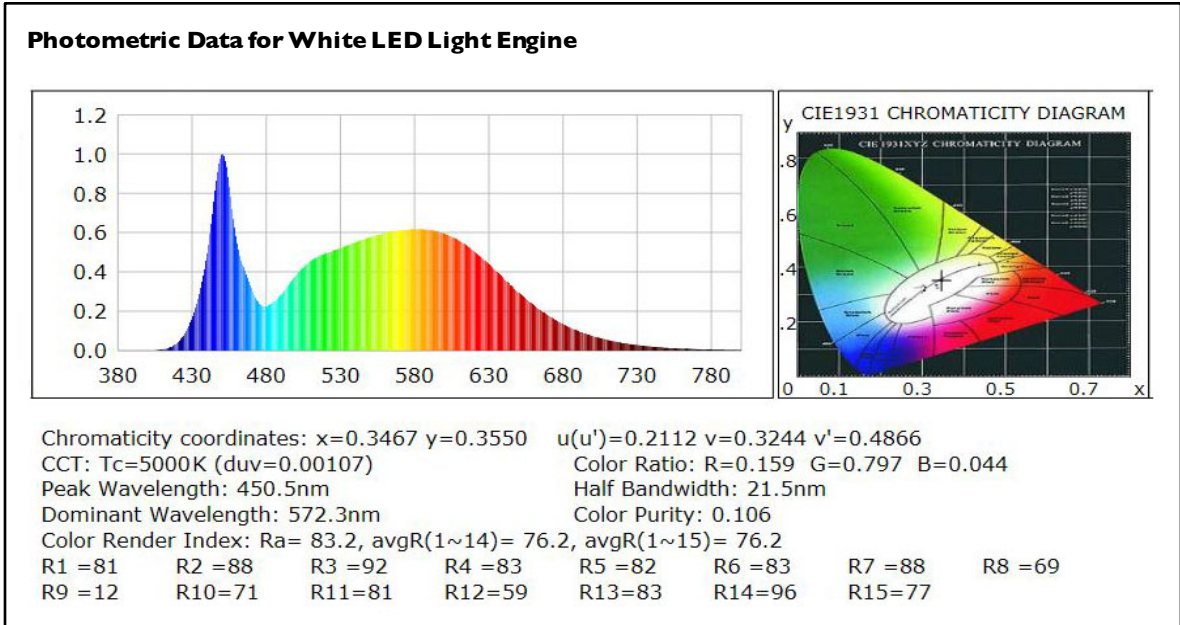 Photometric Data for White LED Light Engine
1.2
1.0
0.8
0.6
0.4
0.2
0.0
380 430 480 530 580 630 680 730 780
CIE1931 CHROMATICITY DIAGRAM
y
CIE 1931XYZ CHROMATICITY DIAGRAM
.8
.6
.4
.2
0 0.1 0.3 0.5 0.7 x
Chromaticity coordinates: x=0.3467 y=0.3550 u(u')=0.2112 v=0.3244 v'=0.4866
CCT: Tc=5000K (duv=0.00107) Color Ratio: R=0.159 G=0.797 B=0.044
Peak Wavelength: 450.5nm Half Bandwidth: 21.5nm
Dominant Wavelength: 572.3nm Color Purity: 0.106
Color Render Index: Ra= 83.2, avgR(1~14)= 76.2, avgR(1~15)= 76.2
R1 =81 R2 =88 R3 =92 R4 =83 R5 =82 R6 =83 R7 =88 R8 =69
R9 =12 R10=71 R11=81 R12=59 R13=83 R14=96 R15=77